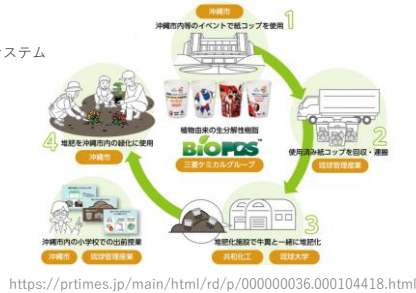 沖縄市
1
沖縄市内等のイベントで紙コップを使用
ステム
植物由来の生分解性樹脂
BioPBS™
三菱ケミカルグループ
2
使用済み紙コップを回収・運搬
琉球管理産業
4
堆肥を沖縄市内の緑化に使用
沖縄市
3
堆肥化施設で牛糞と一緒に堆肥化
共和化工
琉球大学
沖縄市内の小学校での出前授業
沖縄市
琉球管理産業
https://prtimes.jp/main/html/rd/p/000000036.000104418.html